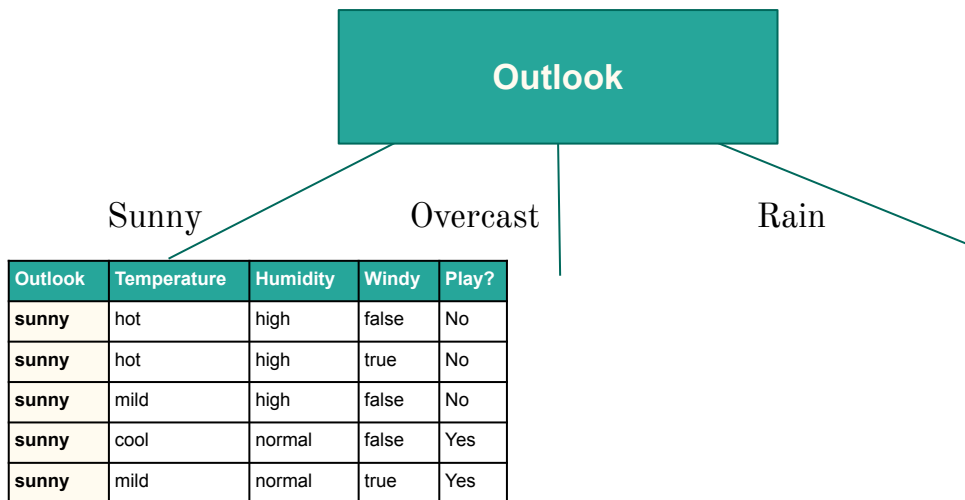 Outlook
Sunny Overcast Rain
Outlook Temperature Humidity Windy Play?
sunny hot high false No
sunny hot high true No
sunny mild high false No
sunny cool normal false Yes
sunny mild normal true Yes